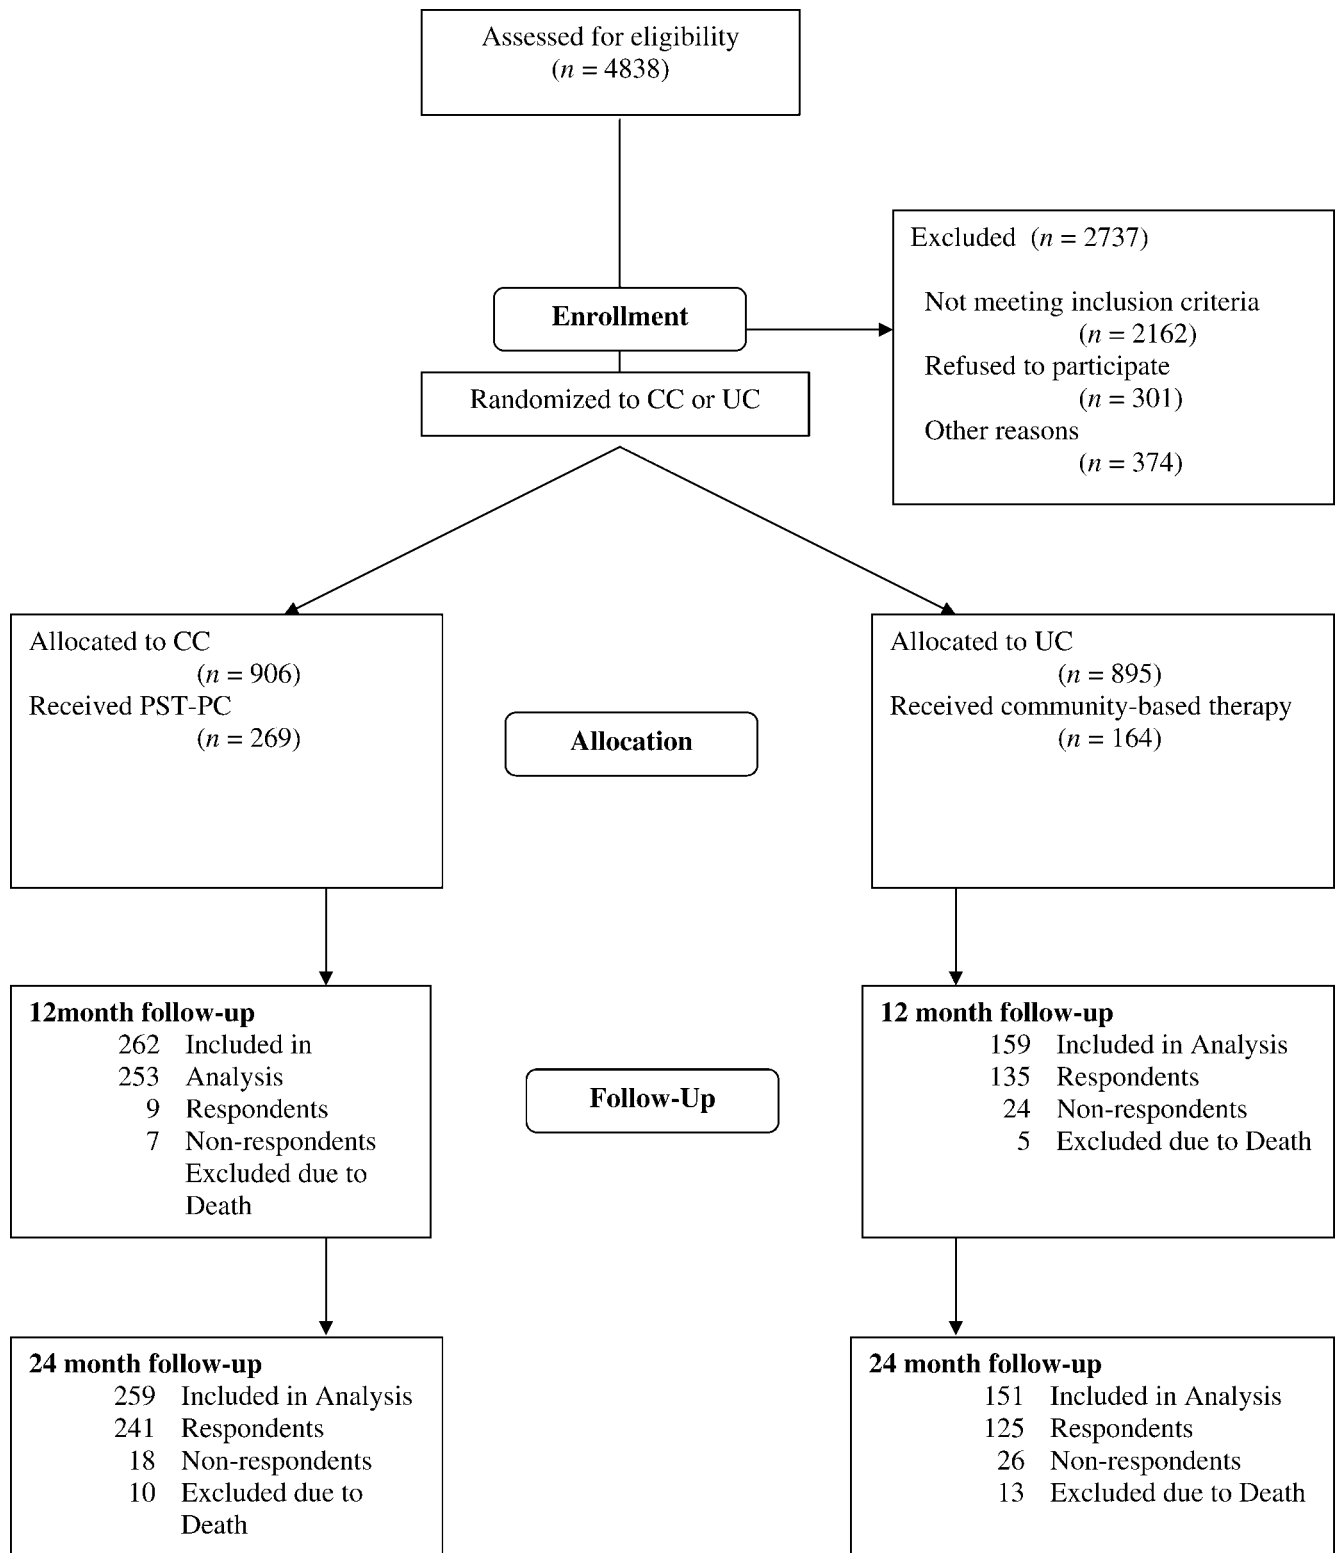 Assessed for eligibility
(n = 4838)
Excluded (n = 2737)
Not meeting inclusion criteria
(n = 2162)
Refused to participate
(n = 301)
Other reasons
(n = 374)
Enrollment
Randomized to CC or UC
Allocated to CC
(n = 906)
Received PST-PC
(n = 269)
Allocation
Allocated to UC
(n = 895)
Received community-based therapy
(n = 164)
12month follow-up
262 Included in
253 Analysis
9 Respondents
7 Non-respondents
Excluded due to
Death
Follow-Up
12 month follow-up
159 Included in Analysis
135 Respondents
24 Non-respondents
5 Excluded due to Death
24 month follow-up
259 Included in Analysis
241 Respondents
18 Non-respondents
10 Excluded due to
Death
24 month follow-up
151 Included in Analysis
125 Respondents
26 Non-respondents
13 Excluded due to Death